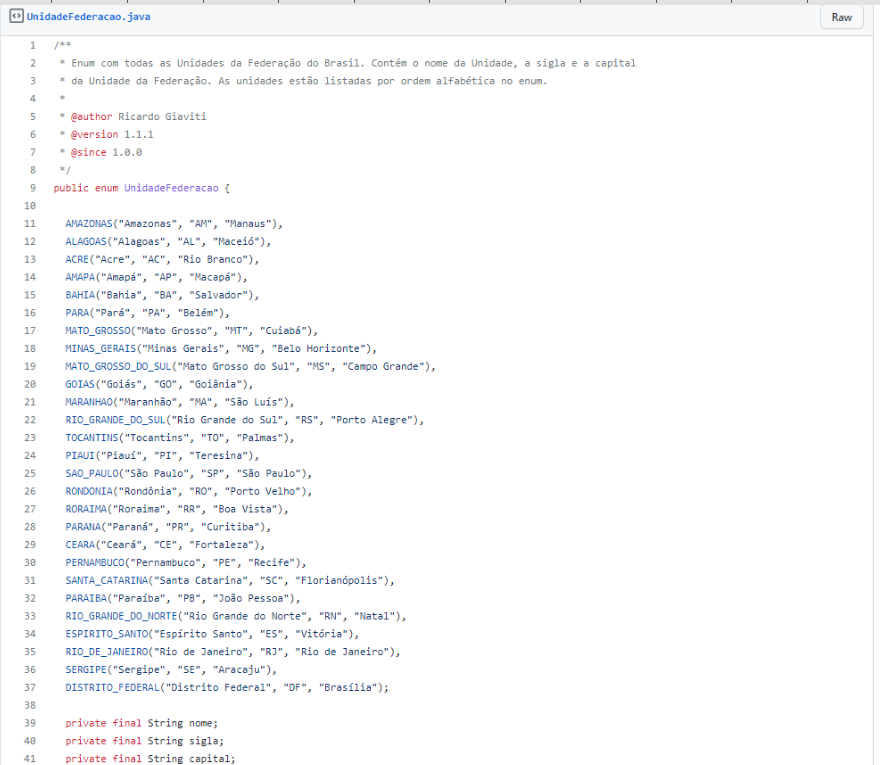 UnidadeFederacao.java
Raw
1 /**
2 * Enum com todas as Unidades da Federação do Brasil. Contém o nome da Unidade, a sigla e a capital
3 * da Unidade da Federação. As unidades estão listadas por ordem alfabética no enum.
4 *
5 * @author Ricardo Giaviti
6 * @version 1.1.1
7 * @since 1.0.0
8 */
9 public enum UnidadeFederacao {
10
11 AMAZONAS("Amazonas", "AM", "Manaus"),
12 ALAGOAS("Alagoas", "AL", "Maceió"),
13 ACRE("Acre", "AC", "Rio Branco"),
14 AMAPA("Amapá", "AP", "Macapá"),
15 BAHIA("Bahia", "BA", "Salvador"),
16 PARA("Pará", "PA", "Belém"),
17 MATO_GROSSO("Mato Grosso", "MT", "Cuiabá"),
18 MINAS_GERAIS("Minas Gerais", "MG", "Belo Horizonte"),
19 MATO_GROSSO_DO_SUL("Mato Grosso do Sul", "MS", "Campo Grande"),
20 GOIAS("Goiás", "GO", "Goiânia"),
21 MARANHAO("Maranhão", "MA", "São Luís"),
22 RIO_GRANDE_DO_SUL("Rio Grande do Sul", "RS", "Porto Alegre"),
23 TOCANTINS("Tocantins", "TO", "Palmas"),
24 PIAUI("Piauí", "PI", "Teresina"),
25 SAO_PAULO("São Paulo", "SP", "São Paulo"),
26 RONDONIA("Rondônia", "RO", "Porto Velho"),
27 RORAIMA("Roraima", "RR", "Boa Vista"),
28 PARANA("Paraná", "PR", "Curitiba"),
29 CEARA("Ceará", "CE", "Fortaleza"),
30 PERNAMBUCO("Pernambuco", "PE", "Recife"),
31 SANTA_CATARINA("Santa Catarina", "SC", "Florianópolis"),
32 PARAIBA("Paraíba", "PB", "João Pessoa"),
33 RIO_GRANDE_DO_NORTE("Rio Grande do Norte", "RN", "Natal"),
34 ESPIRITO_SANTO("Espírito Santo", "ES", "Vitória"),
35 RIO_DE_JANEIRO("Rio de Janeiro", "RJ", "Rio de Janeiro"),
36 SERGIPE("Sergipe", "SE", "Aracaju"),
37 DISTRITO_FEDERAL("Distrito Federal", "DF", "Brasília");
38
39 private final String nome;
40 private final String sigla;
41 private final String capital;